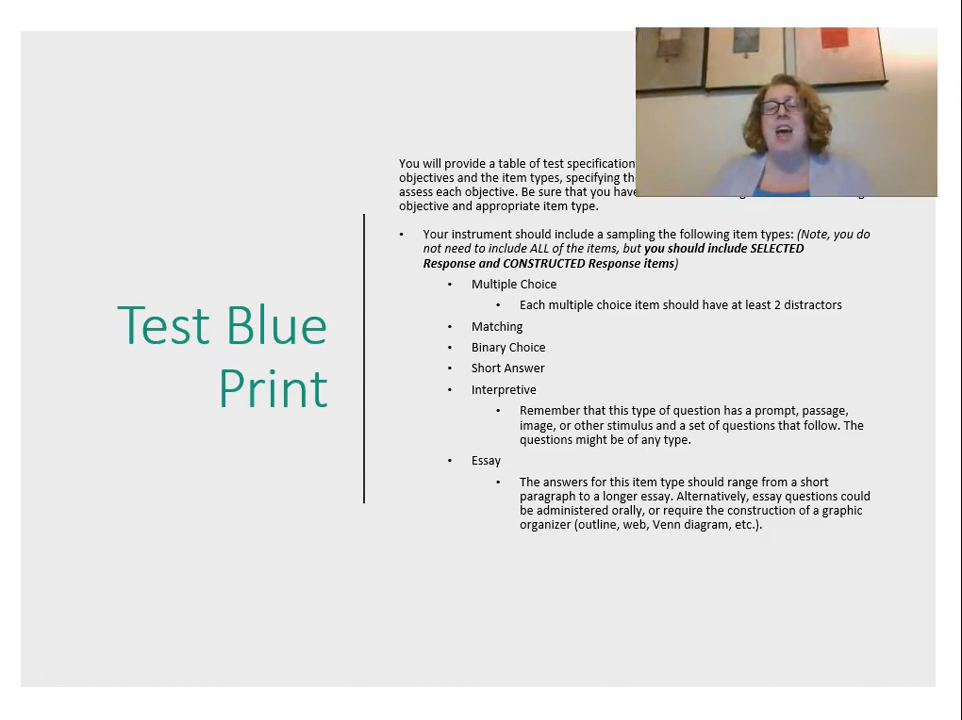 Test Blue
Print
You will provide a table of test specification
objectives and the item types, specifying
assess each objective. Be sure that you have
objective and appropriate item type.
• Your instrument should include a sampling the following item types: (Note, you do
not need to include ALL of the items, but you should include SELECTED
Response and CONSTRUCTED Response items)
• Multiple Choice
• Each multiple choice item should have at least 2 distractors
• Matching
• Binary Choice
• Short Answer
• Interpretive
• Remember that this type of question has a prompt, passage,
image, or other stimulus and a set of questions that follow. The
questions might be of any type.
• Essay
• The answers for this item type should range from a short
paragraph to a longer essay. Alternatively, essay questions could
be administered orally, or require the construction of a graphic
organizer (outline, web, Venn diagram, etc.).